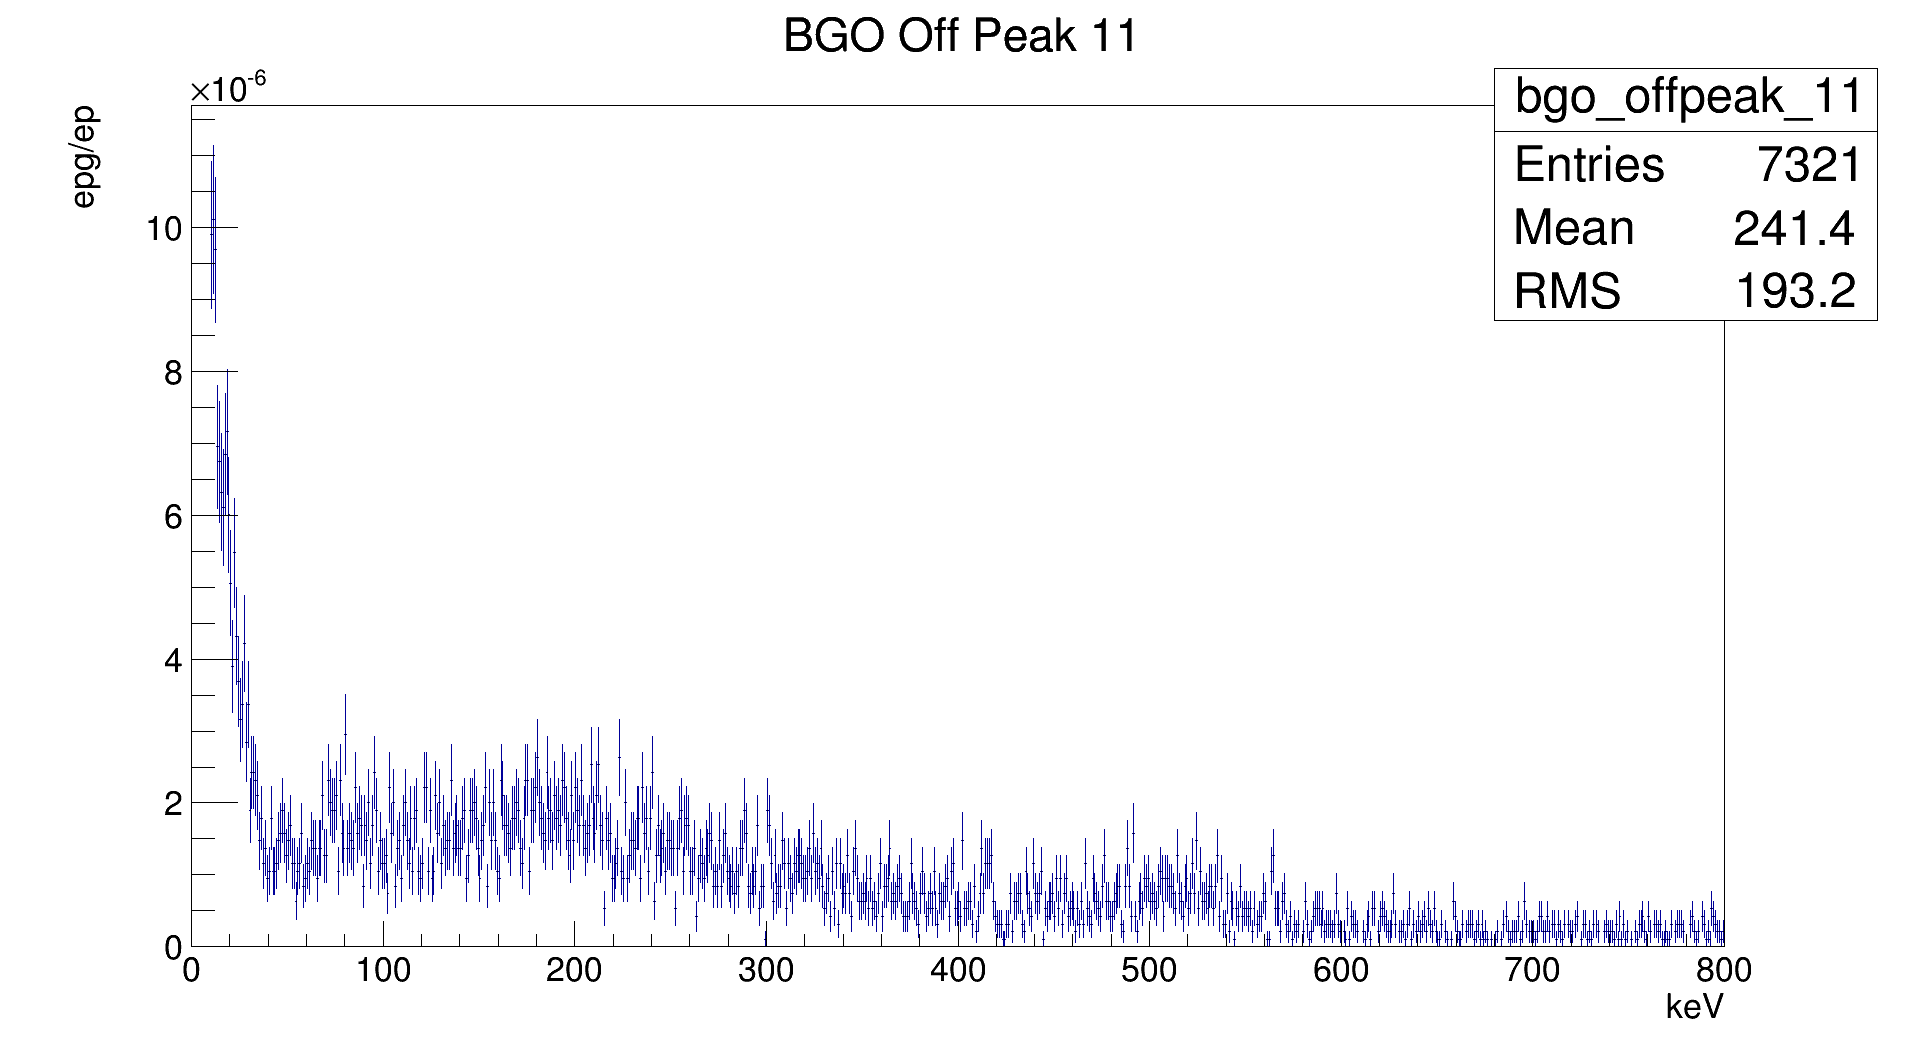 BGO Off Peak 11
×10-6
epg/ep
bgo_offpeak_11
Entries 7321
Mean 241.4
RMS 193.2
10
8
6
4
2
0
0 100 200 300 400 500 600 700 800
keV